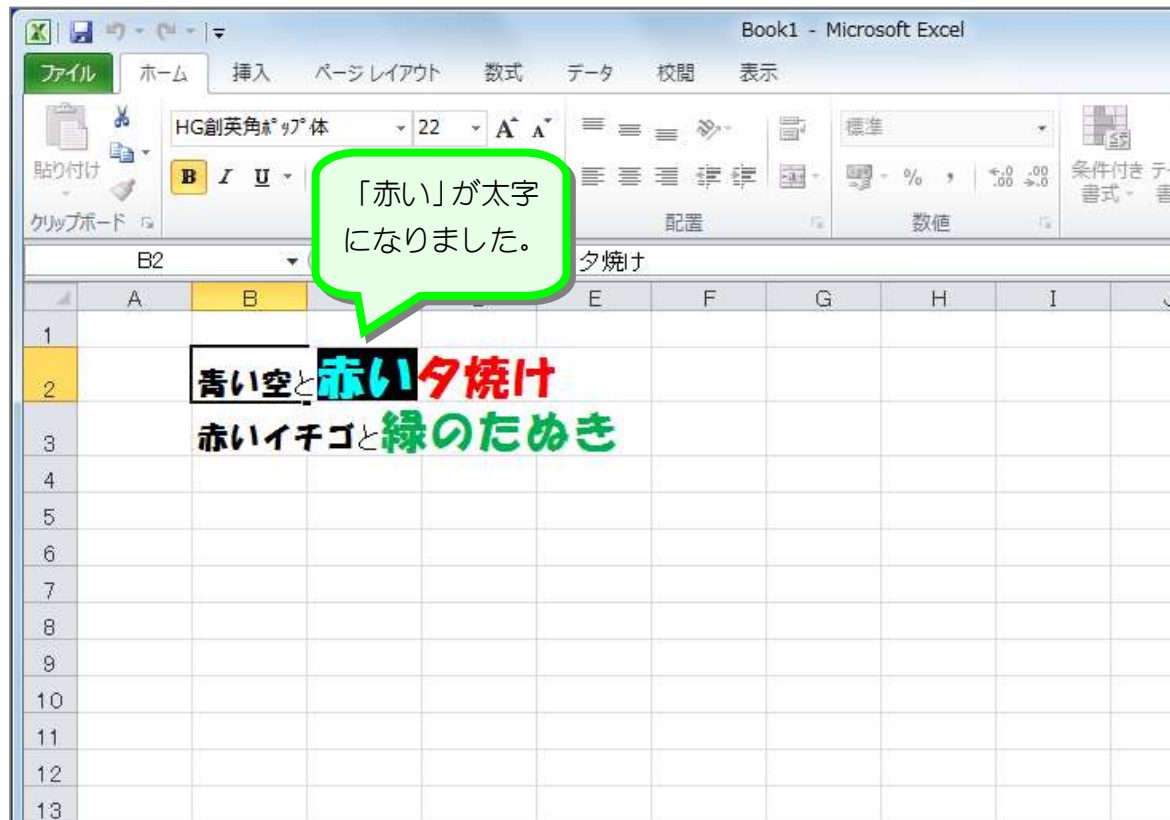 Book1 - Microsoft Excel
ファイル ホーム 挿入 ページ レイアウト 数式 データ 校閲 表示
HG創英角ﾎﾟｯﾌﾟ体 22 A A 標準
貼り付け B I U % , 条件付き
書式
クリップボード 配置 数値
「赤い」が太字
になりました。
B2 夕焼け
A B E F G H I J
1
2 青い空と赤い夕焼け
3 赤いイチゴと緑のたぬき
4
5
6
7
8
9
10
11
12
13